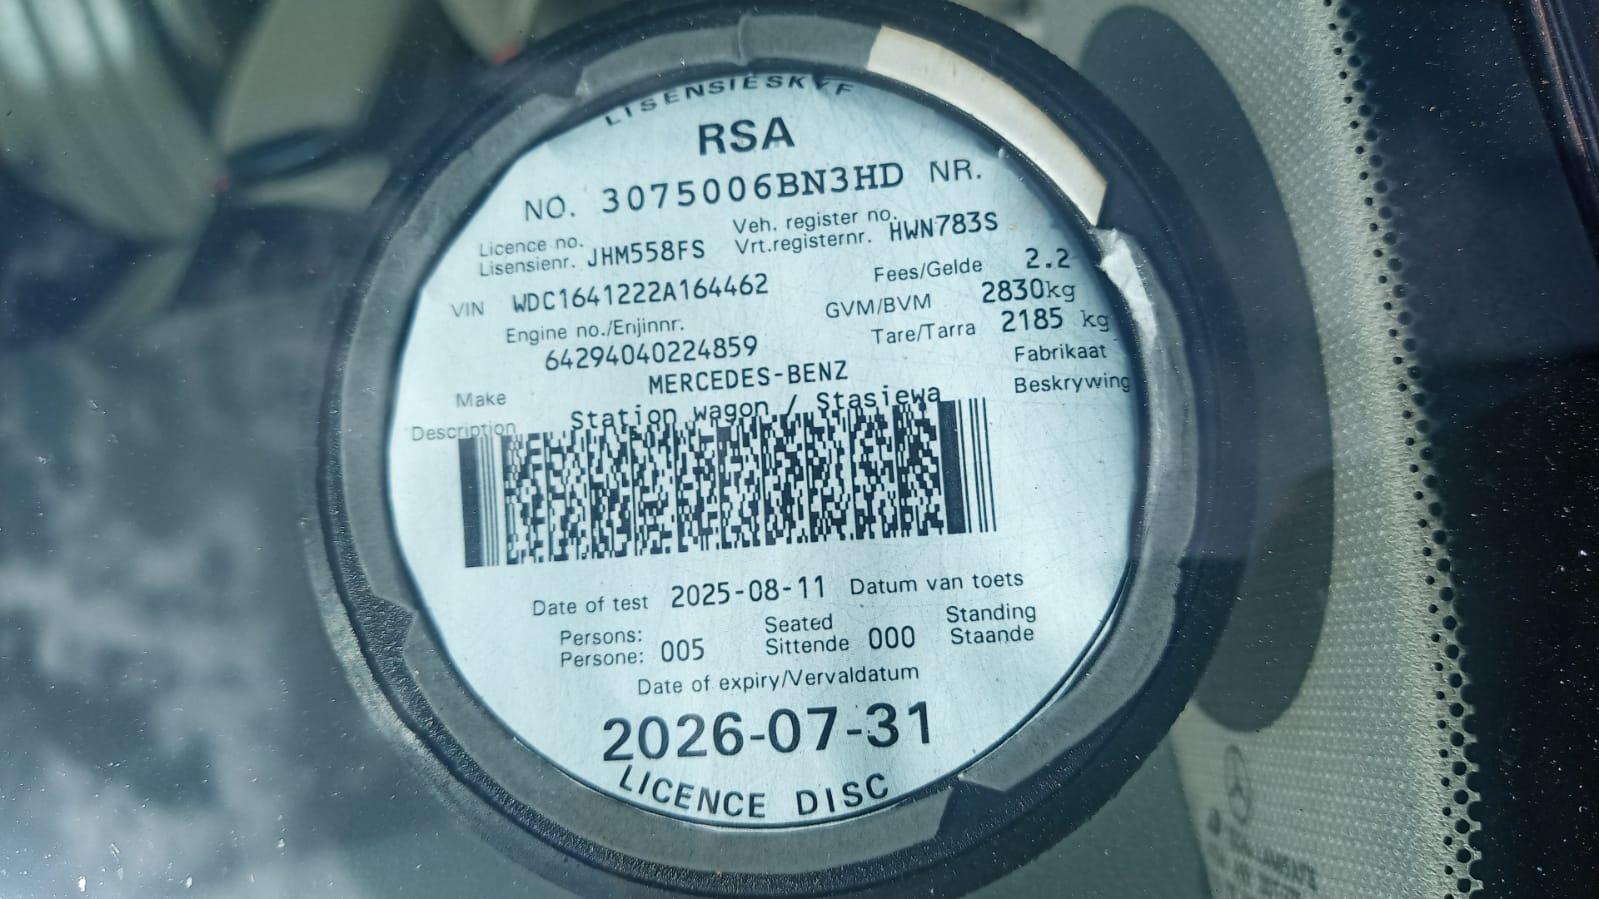 LISENSIESKYF
RSA
NO. 3075006BN3HD NR.
Licence no. Veh. register no.
Lisensienr. JHM558FS Vrt.registernr. HWN783S
VIN WDC1641222A164462 Fees/Gelde 2.2
Engine no./Enjinnr. GVM/BVM 2830kg
64294040224859 Tare/Tarra 2185 kg
Make MERCEDES-BENZ Fabrikaat
Description Station wagon / Stasiewa Beskrywing
Date of test 2025-08-11 Datum van toets
Persons: Seated Standing
Persone: 005 Sittende 000 Staande
Date of expiry/Vervaldatum
2026-07-31
LICENCE DISC